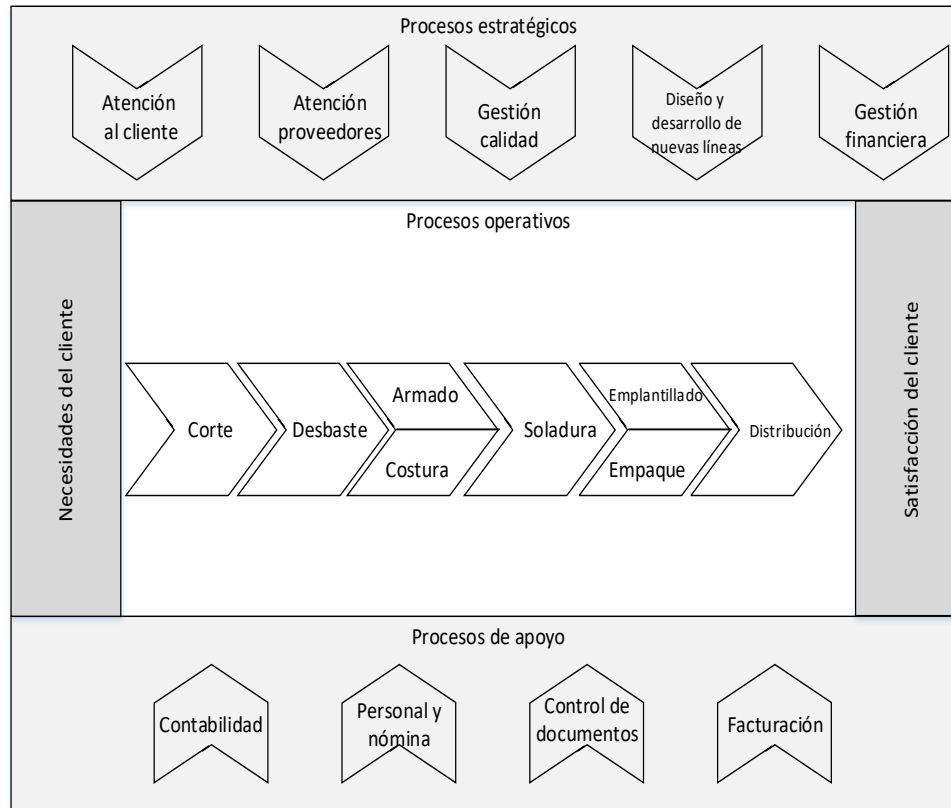 Procesos estratégicos
Atención
al cliente
Atención
proveedores
Gestión
calidad
Diseño y
desarrollo de
nuevas líneas
Gestión
financiera
Procesos operativos
Necesidades del cliente
Corte
Desbaste
Armado
Costura
Soladura
Emplantillado
Empaque
Distribución
Satisfacción del cliente
Procesos de apoyo
Contabilidad
Personal y
nómina
Control de
documentos
Facturación